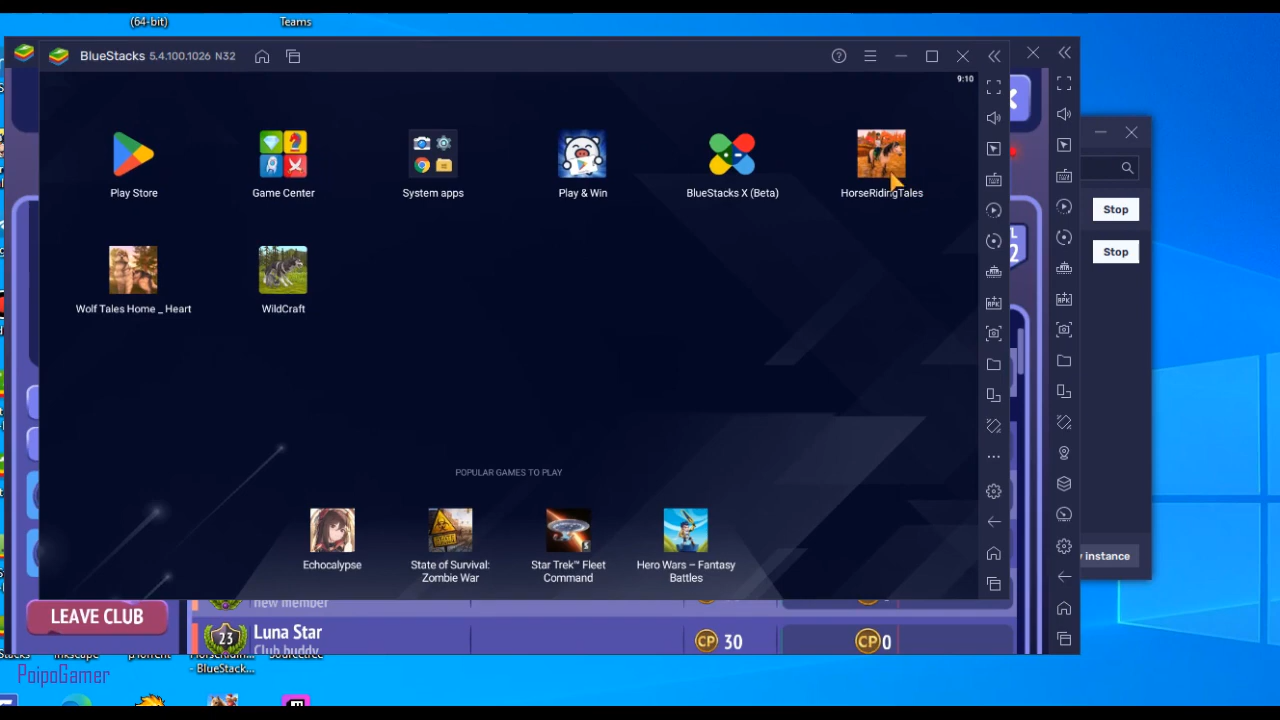 (64-bit)
Teams
BlueStacks 5.4.100.1026 N32
9:10
Play Store
Game Center
System apps
Play & Win
BlueStacks X (Beta)
HorseRidingTales
Wolf Tales Home _ Heart
WildCraft
Stop
Stop
POPULAR GAMES TO PLAY
Echocalypse
State of Survival:
Zombie War
Star Trek™ Fleet
Command
Hero Wars – Fantasy
Battles
instance
LEAVE CLUB
new member
23
Luna Star
Club buddy
CP 30
CP 0
- BlueStack...
PoipoGamer